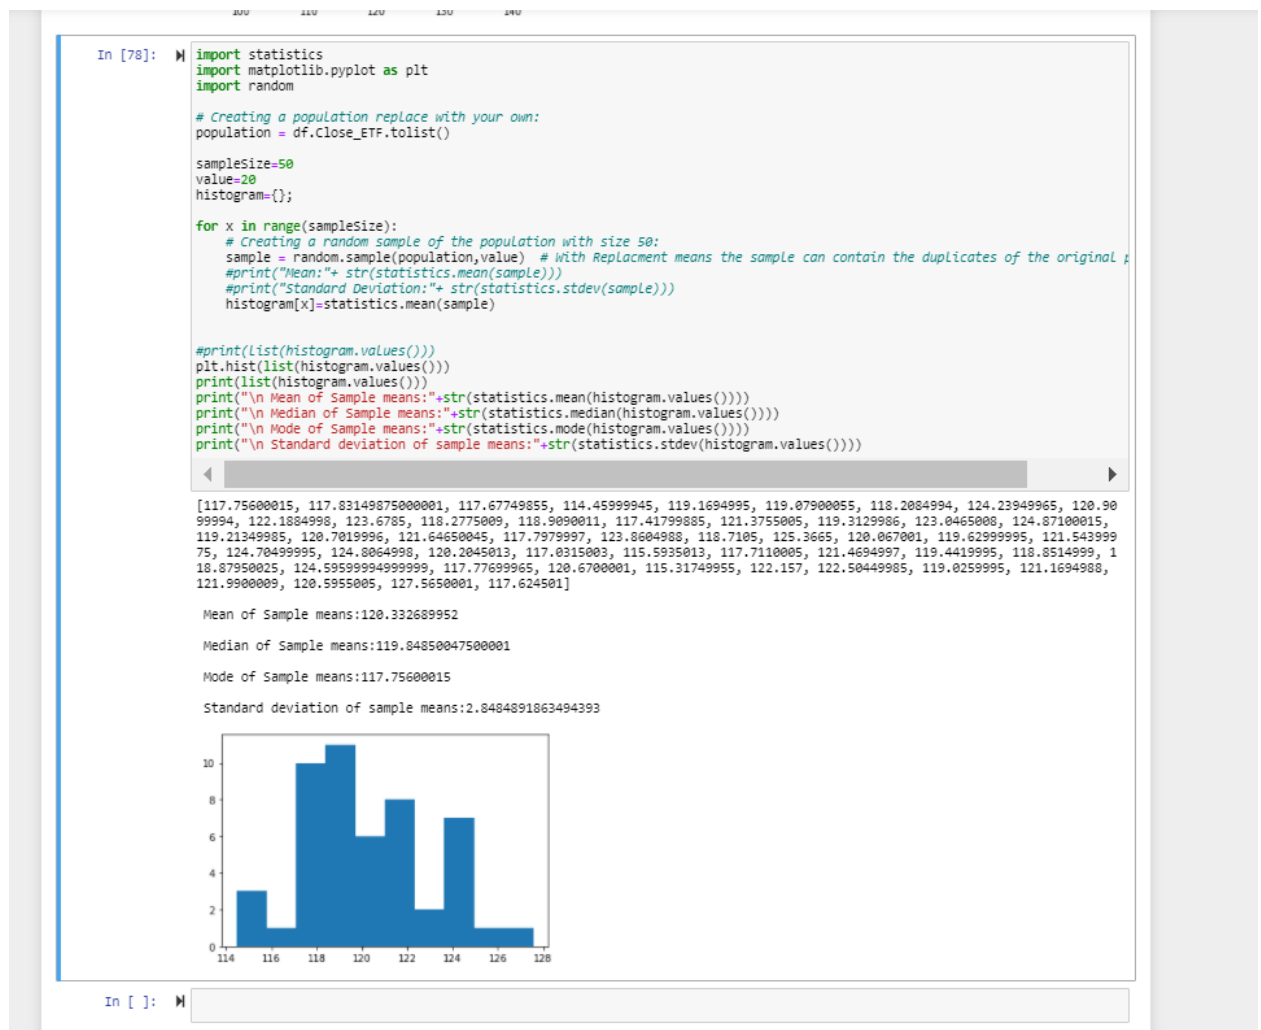 100 110 120 130 140
In [78]:
import statistics
import matplotlib.pyplot as plt
import random
# Creating a population replace with your own:
population = df.Close_ETF.tolist()
sampleSize=50
value=20
histogram={};
for x in range(sampleSize):
# Creating a random sample of the population with size 50:
sample = random.sample(population,value)  # With Replacment means the sample can contain the duplicates of the original p
#print("Mean:"+ str(statistics.mean(sample)))
#print("Standard Deviation:"+ str(statistics.stdev(sample)))
histogram[x]=statistics.mean(sample)
#print(list(histogram.values()))
plt.hist(list(histogram.values()))
print(list(histogram.values()))
print("\n Mean of Sample means:"+str(statistics.mean(histogram.values())))
print("\n Median of Sample means:"+str(statistics.median(histogram.values())))
print("\n Mode of Sample means:"+str(statistics.mode(histogram.values())))
print("\n Standard deviation of sample means:"+str(statistics.stdev(histogram.values())))
[117.75600015, 117.83149875000001, 117.67749855, 114.45999945, 119.1694995, 119.07900055, 118.2084994, 124.23949965, 120.90
99994, 122.1884998, 123.6785, 118.2775009, 118.9090011, 117.41799885, 121.3755005, 119.3129986, 123.0465008, 124.87100015,
119.21349985, 120.7019996, 121.64650045, 117.7979997, 123.8604988, 118.7105, 125.3665, 120.067001, 119.62999995, 121.543999
75, 124.70499995, 124.8064998, 120.2045013, 117.0315003, 115.5935013, 117.7110005, 121.4694997, 119.4419995, 118.8514999, 1
18.87950025, 124.59599994999999, 117.77699965, 120.6700001, 115.31749955, 122.157, 122.50449985, 119.0259995, 121.1694988,
121.9900009, 120.5955005, 127.5650001, 117.624501]
Mean of Sample means:120.332689952
Median of Sample means:119.84850047500001
Mode of Sample means:117.75600015
Standard deviation of sample means:2.8484891863494393
10
8
6
4
2
0
114 116 118 120 122 124 126 128
In [ ]: